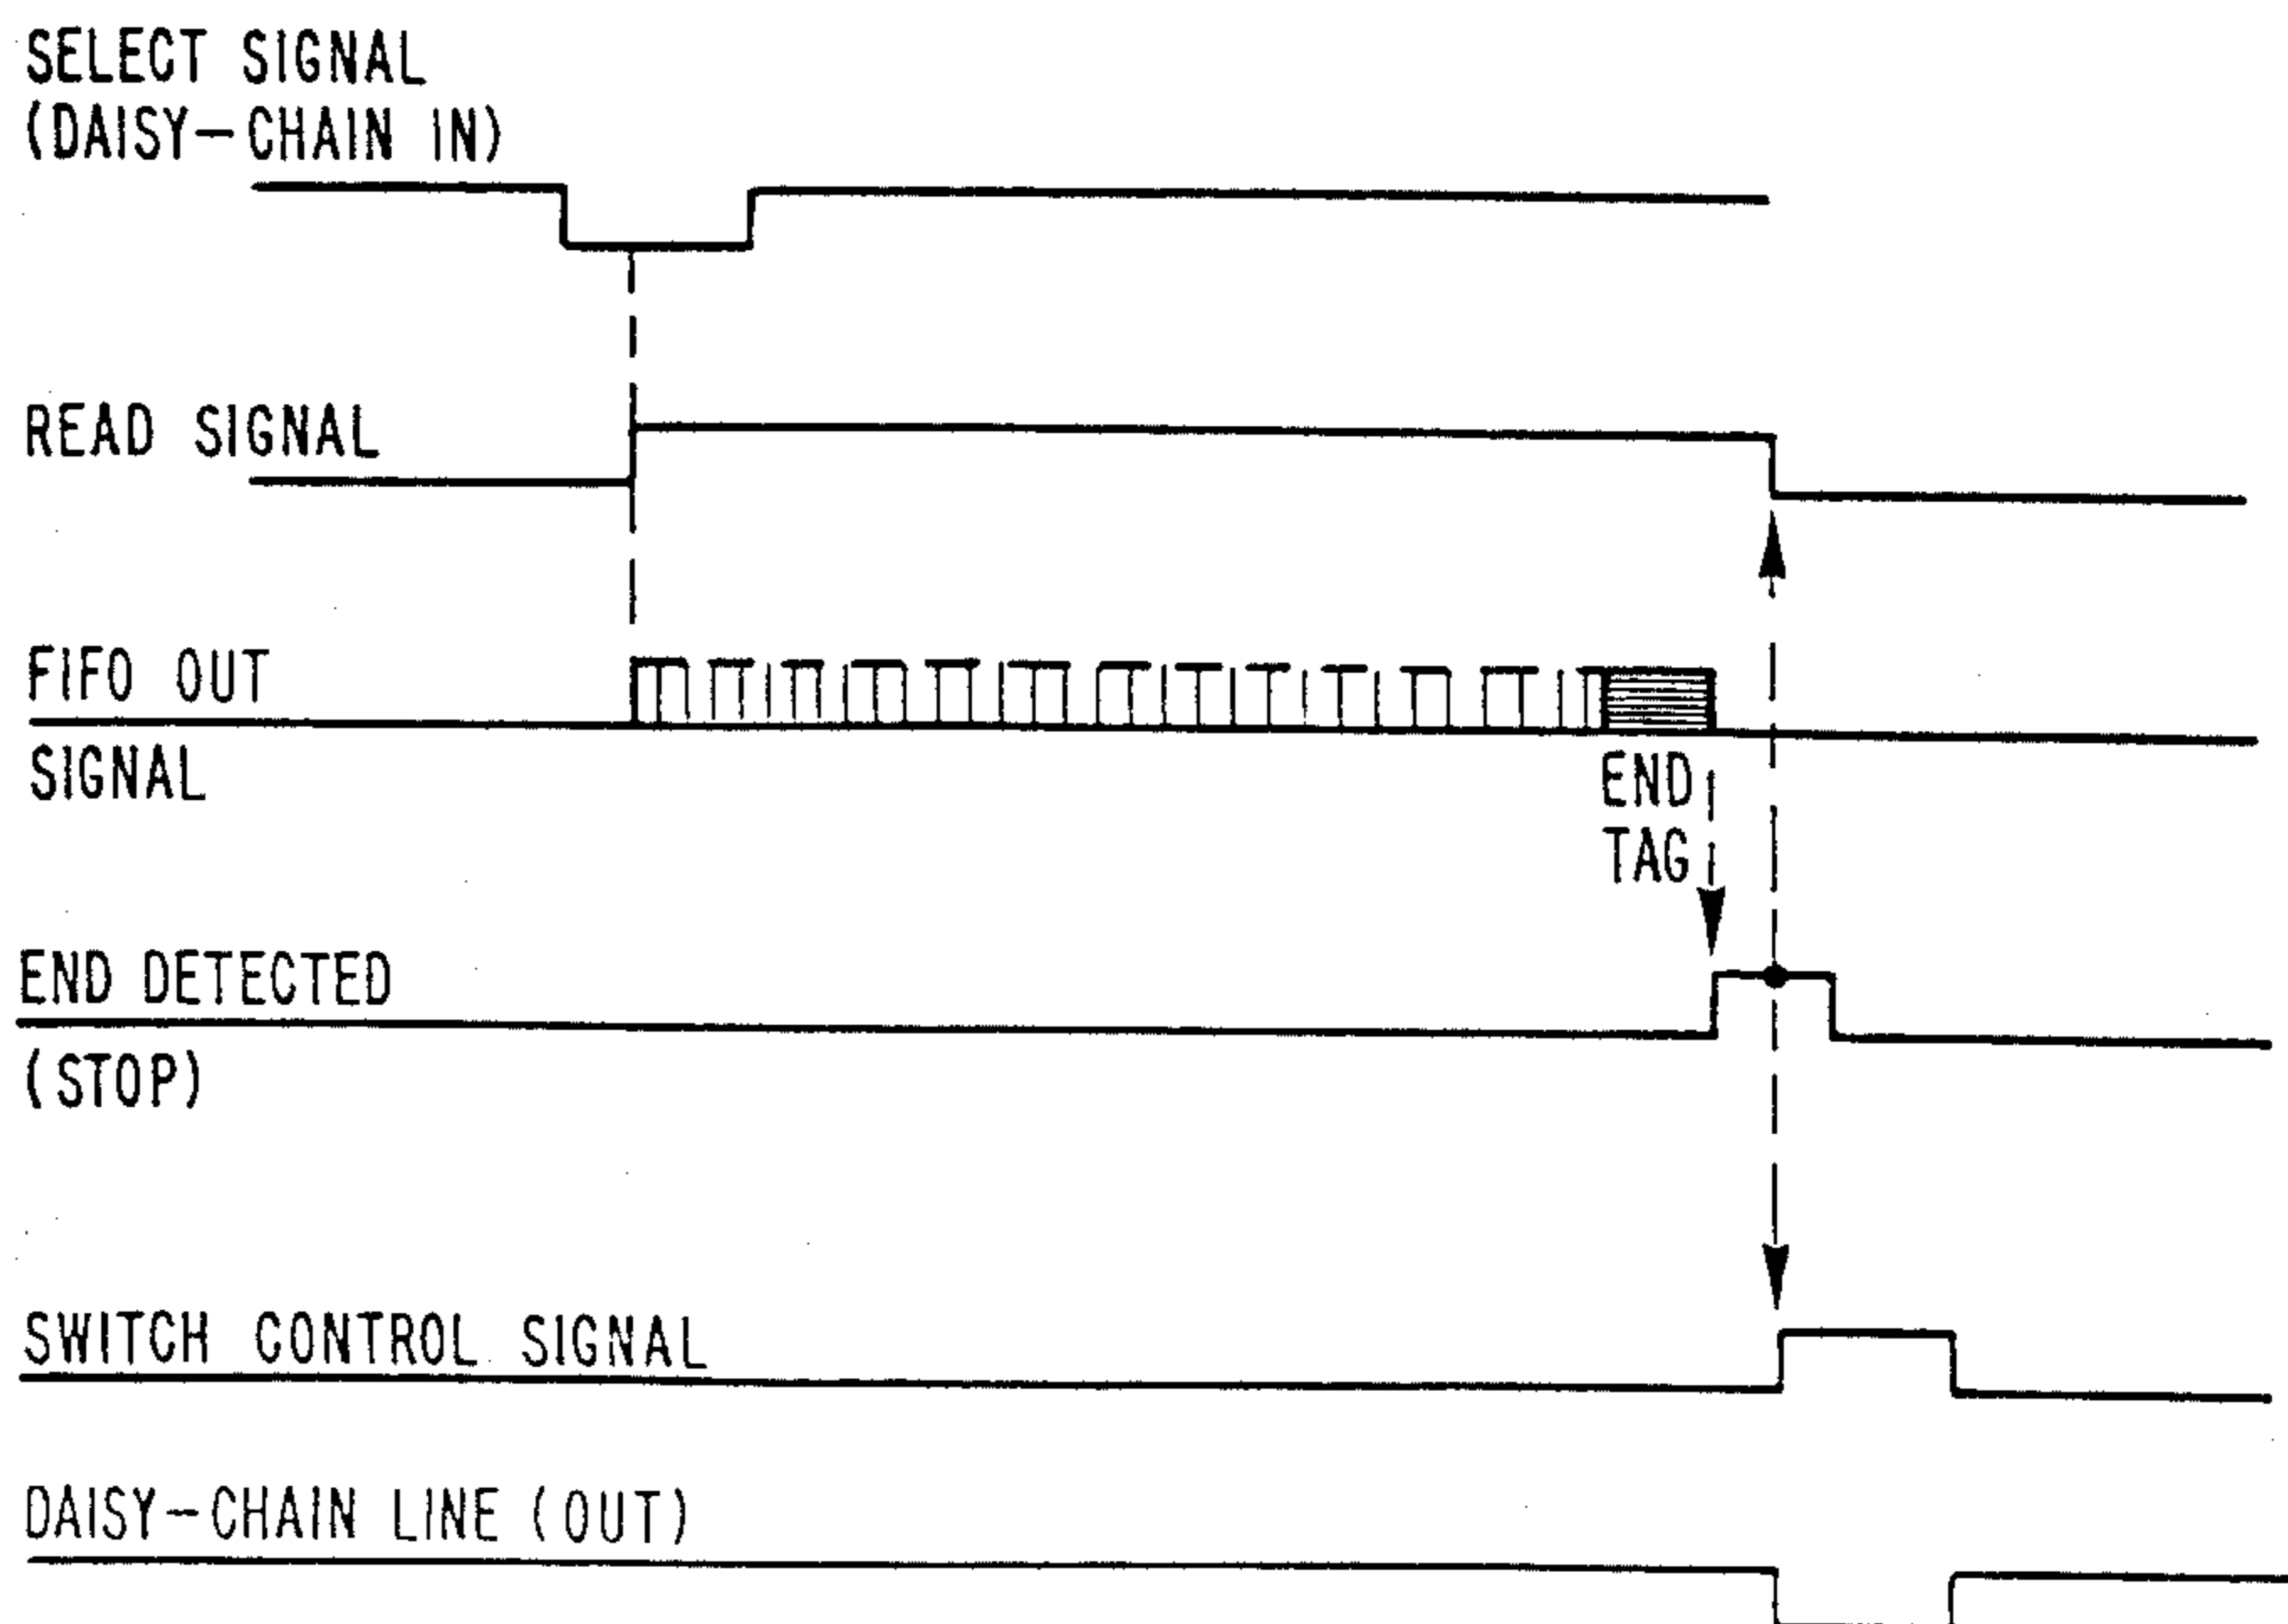 SELECT SIGNAL
(DAISY-CHAIN IN)
READ SIGNAL
FIFO OUT
SIGNAL
END
TAG
END DETECTED
(STOP)
SWITCH CONTROL SIGNAL
DAISY-CHAIN LINE (OUT)